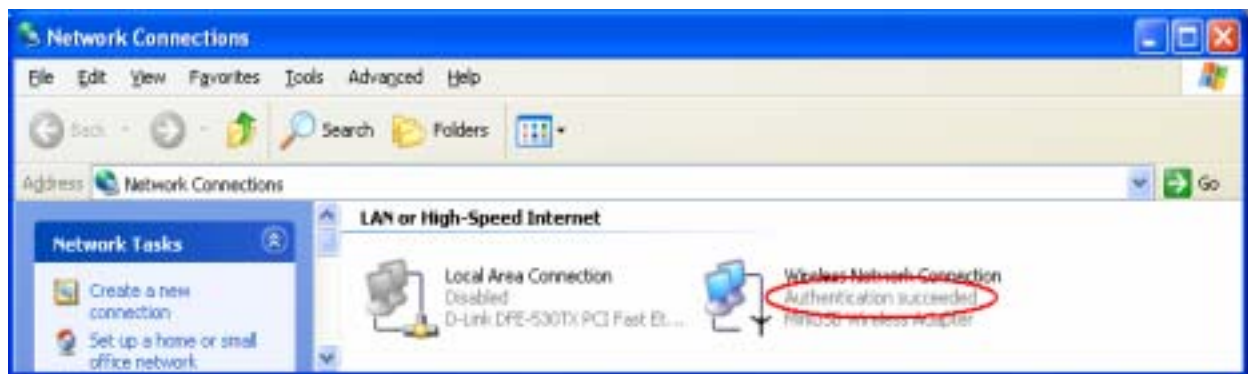 Network Connections
File Edit View Favorites Tools Advanced Help
Back Search Folders
Address Network Connections Go
Network Tasks
Create a new
connection
Set up a home or small
office network
LAN or High-Speed Internet
Local Area Connection
Disabled
D-Link DFE-530TX PCI Fast Et...
Wireless Network Connection
Authentication succeeded
Wireless Adapter